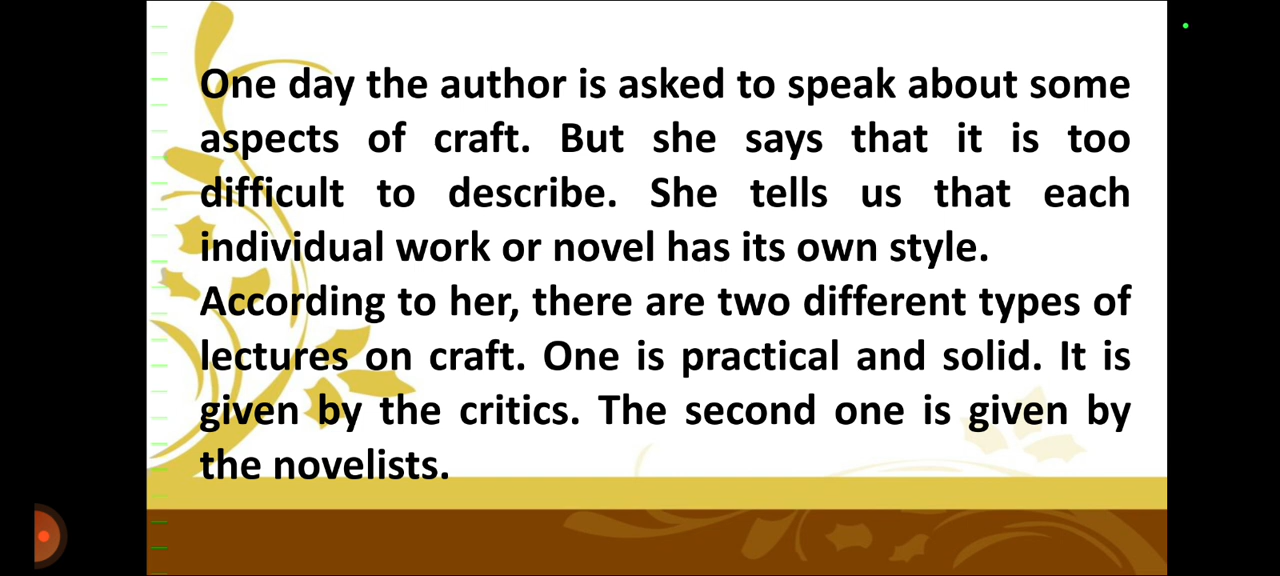 One day the author is asked to speak about some
aspects of craft. But she says that it is too
difficult to describe. She tells us that each
individual work or novel has its own style.
According to her, there are two different types of
lectures on craft. One is practical and solid. It is
given by the critics. The second one is given by
the novelists.